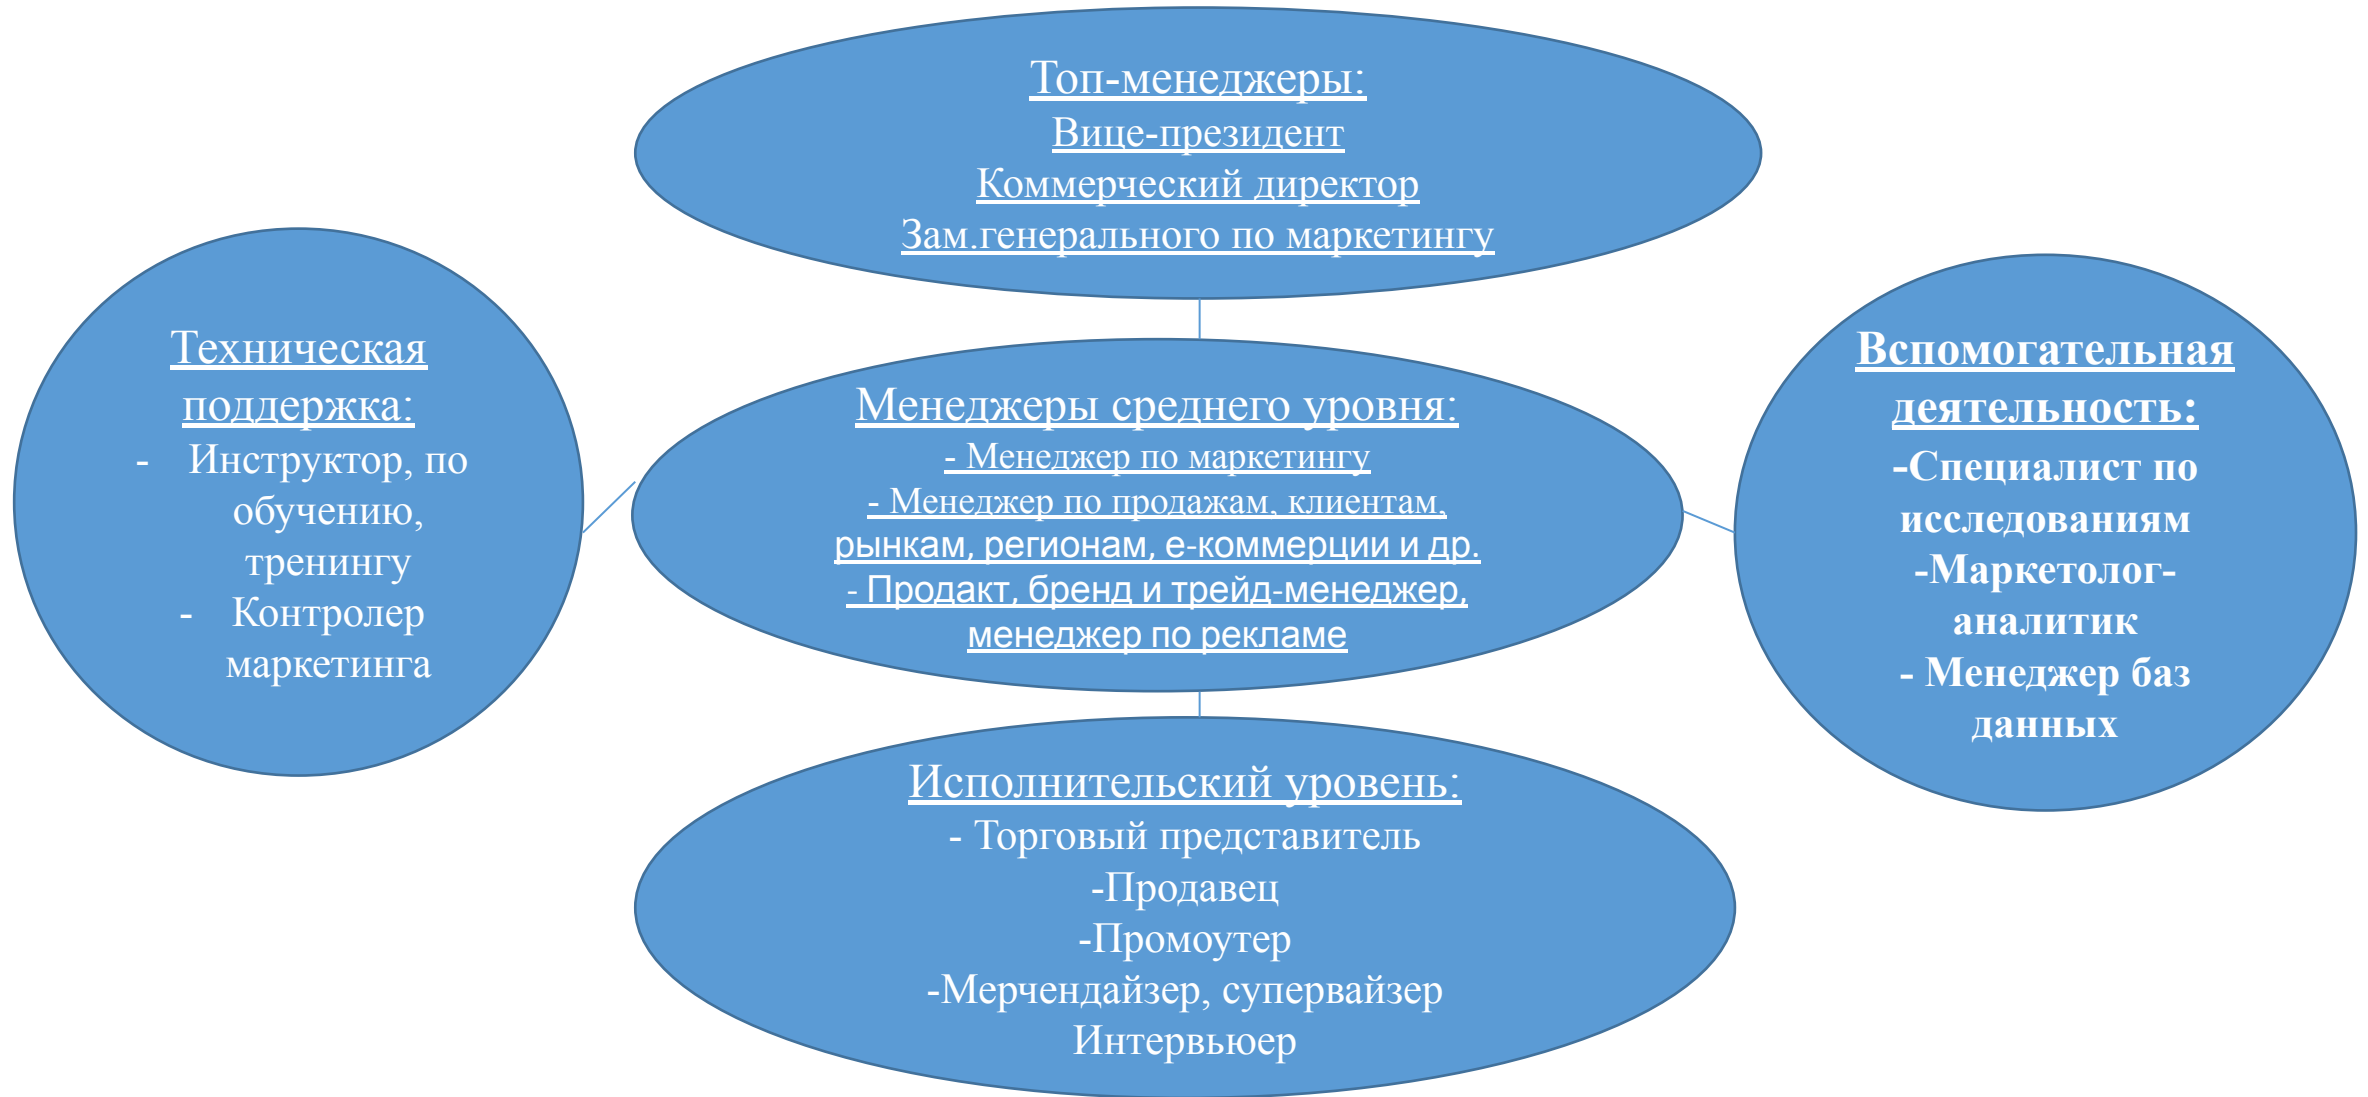 Топ-менеджеры:
Вице-президент
Коммерческий директор
Зам.генерального по маркетингу
Техническая
поддержка:
- Инструктор, по
обучению,
тренингу
- Контролер
маркетинга
Менеджеры среднего уровня:
- Менеджер по маркетингу
- Менеджер по продажам, клиентам,
рынкам, регионам, е-коммерции и др.
- Продакт, бренд и трейд-менеджер,
менеджер по рекламе
Вспомогательная
деятельность:
-Специалист по
исследованиям
-Маркетолог-
аналитик
- Менеджер баз
данных
Исполнительский уровень:
- Торговый представитель
-Продавец
-Промоутер
-Мерчендайзер, супервайзер
Интервьюер